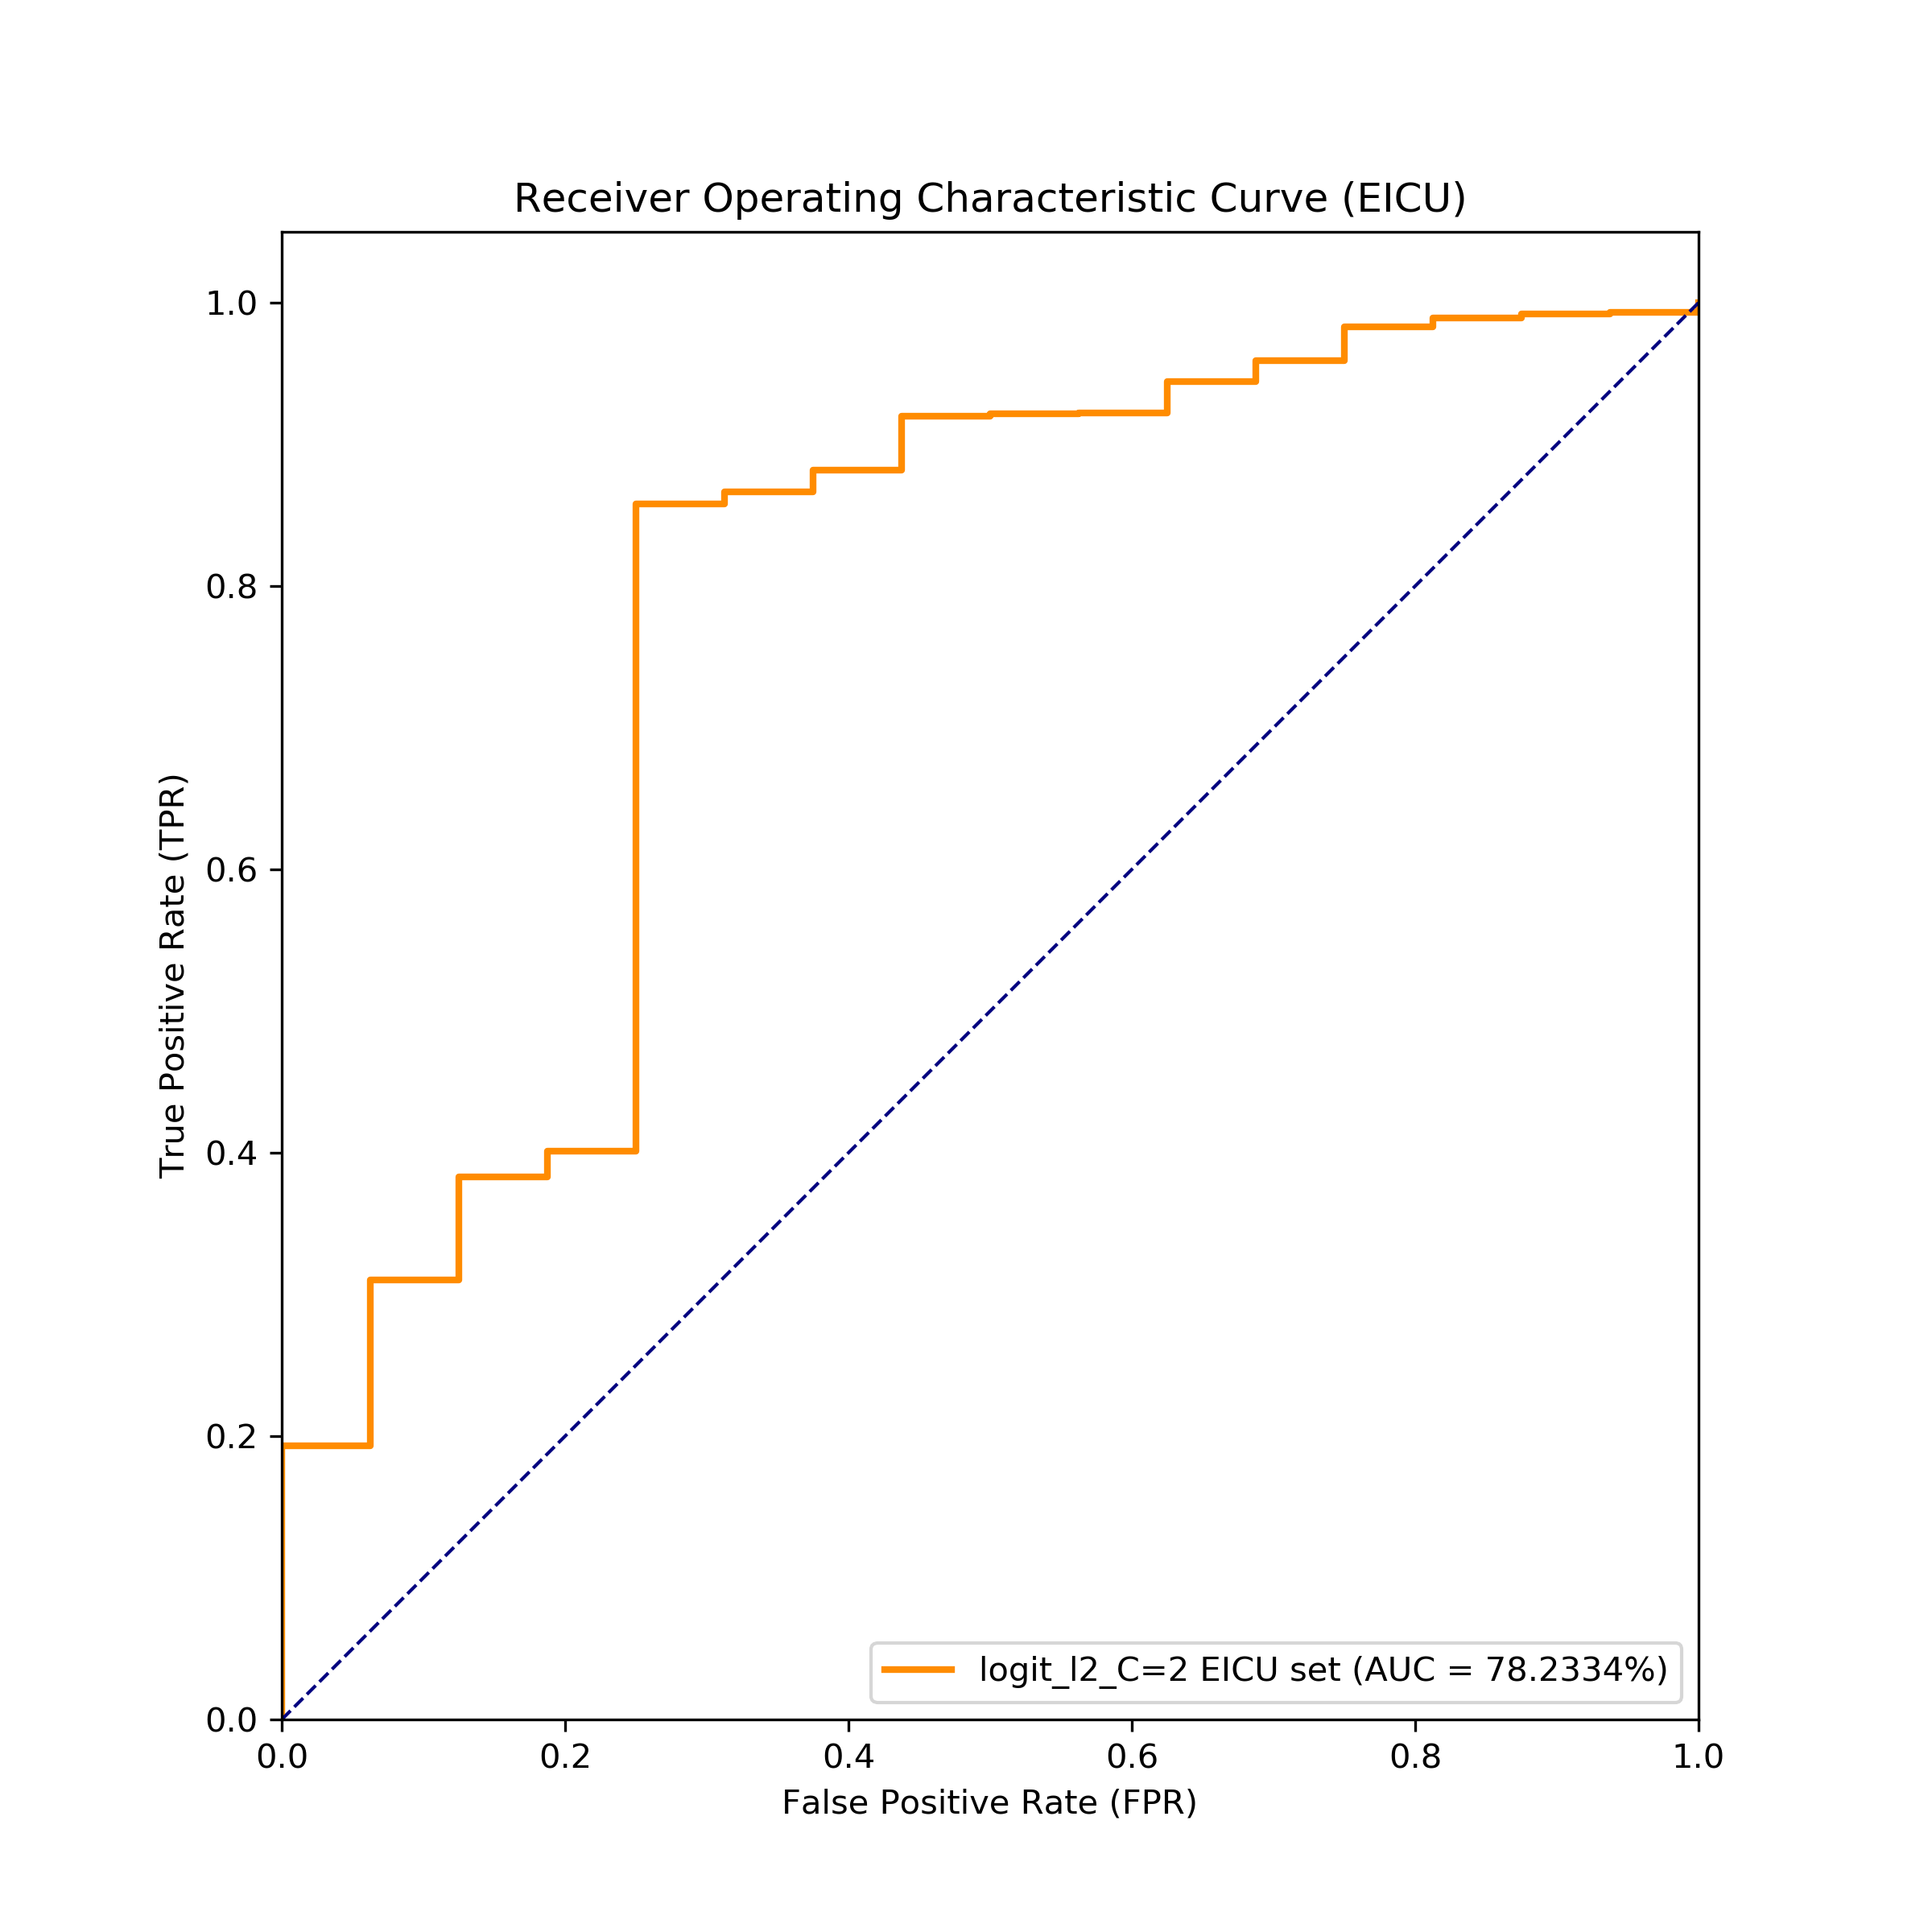 Receiver Operating Characteristic Curve (EICU)
True Positive Rate (TPR)
1.0
0.8
0.6
0.4
0.2
0.0
0.0 0.2 0.4 0.6 0.8 1.0
False Positive Rate (FPR)
logit_l2_C=2 EICU set (AUC = 78.2334%)